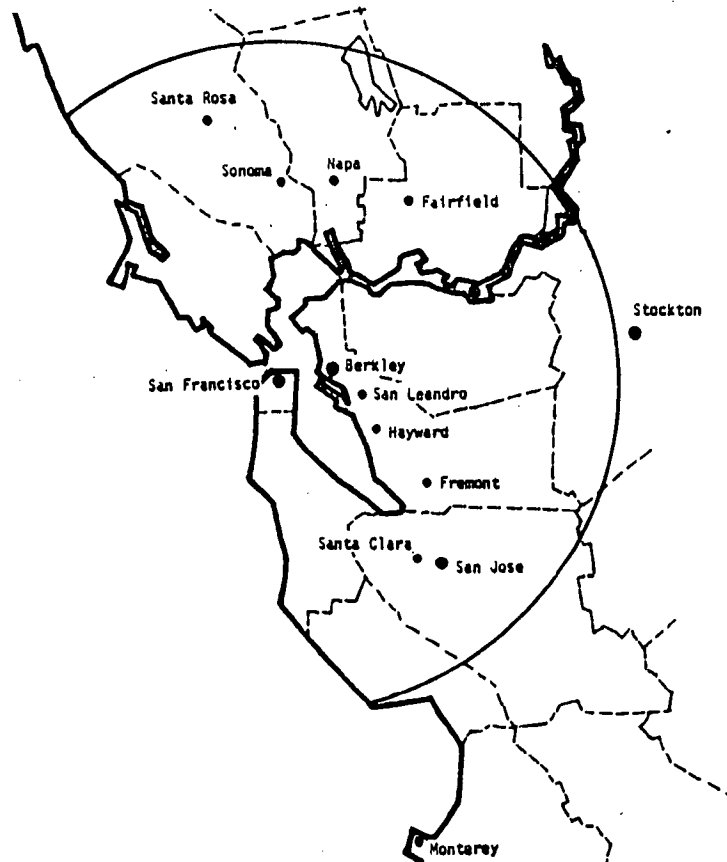 Santa Rosa
Sonoma
Napa
Fairfield
Stockton
Berkley
San Francisco
San Leandro
Hayward
Fremont
Santa Clara
San Jose
Monterey